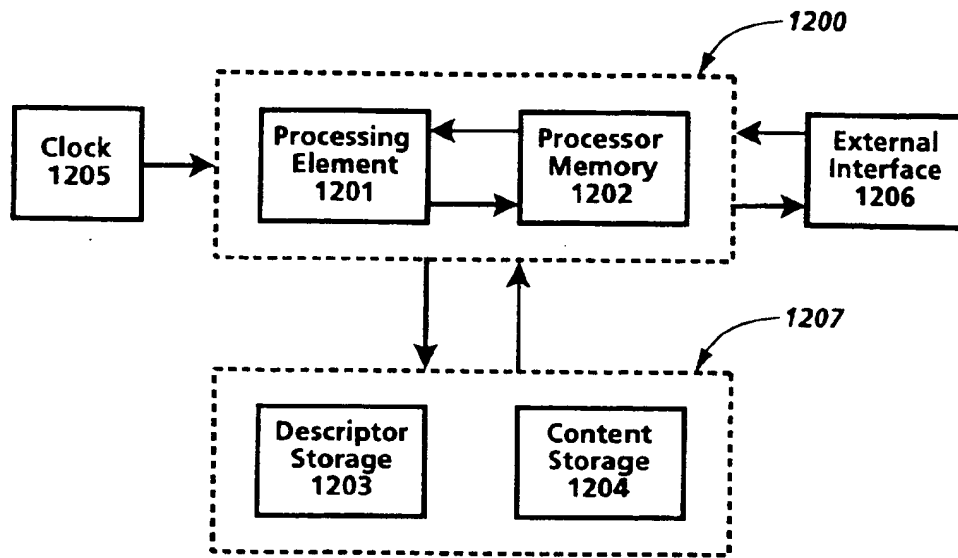 1200
Clock
1205
Processing
Element
1201
Processor
Memory
1202
External
Interface
1206
1207
Descriptor
Storage
1203
Content
Storage
1204